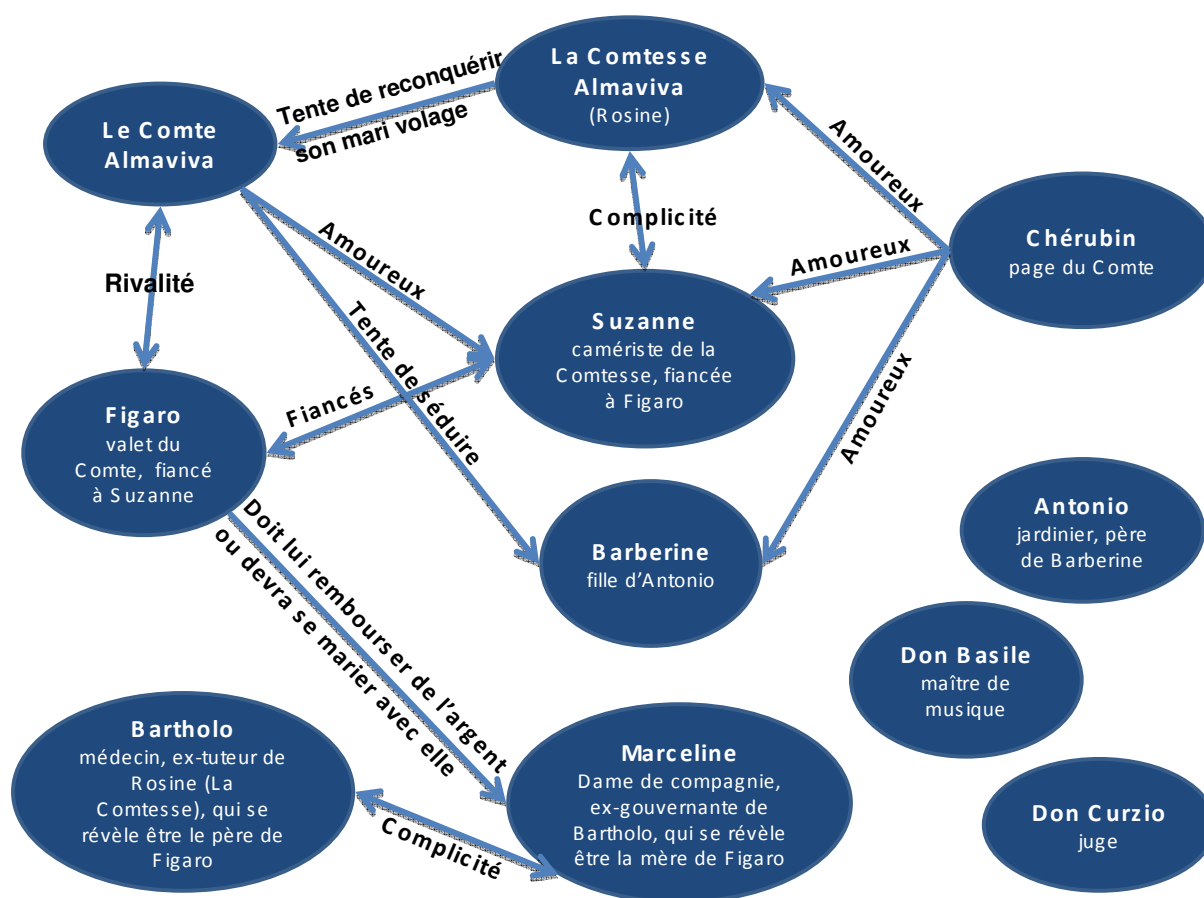 La Comtesse
Almaviva
(Rosine)
Tente de reconquérir
son mari volage
Le Comte
Almaviva
Amoureux
Chérubin
page du Comte
Complicité
Amoureux
Amoureux
Rivalité
Suzanne
camériste de la
Comtesse, fiancée
à Figaro
Tente de séduire
Fiancés
Amoureux
Figaro
valet du
Comte, fiancé
à Suzanne
Antonio
jardinier, père
de Barberine
Barberine
fille d'Antonio
Doit lui rembourser de l'argent
ou devra se marier avec elle
Don Basile
maître de
musique
Bartholo
médecin, ex-tuteur de
Rosine (La
Comtesse), qui se
révèle être le père de
Figaro
Marceline
Dame de compagnie,
ex-gouvernante de
Bartholo, qui se révèle
être la mère de Figaro
Complicité
Don Curzio
juge